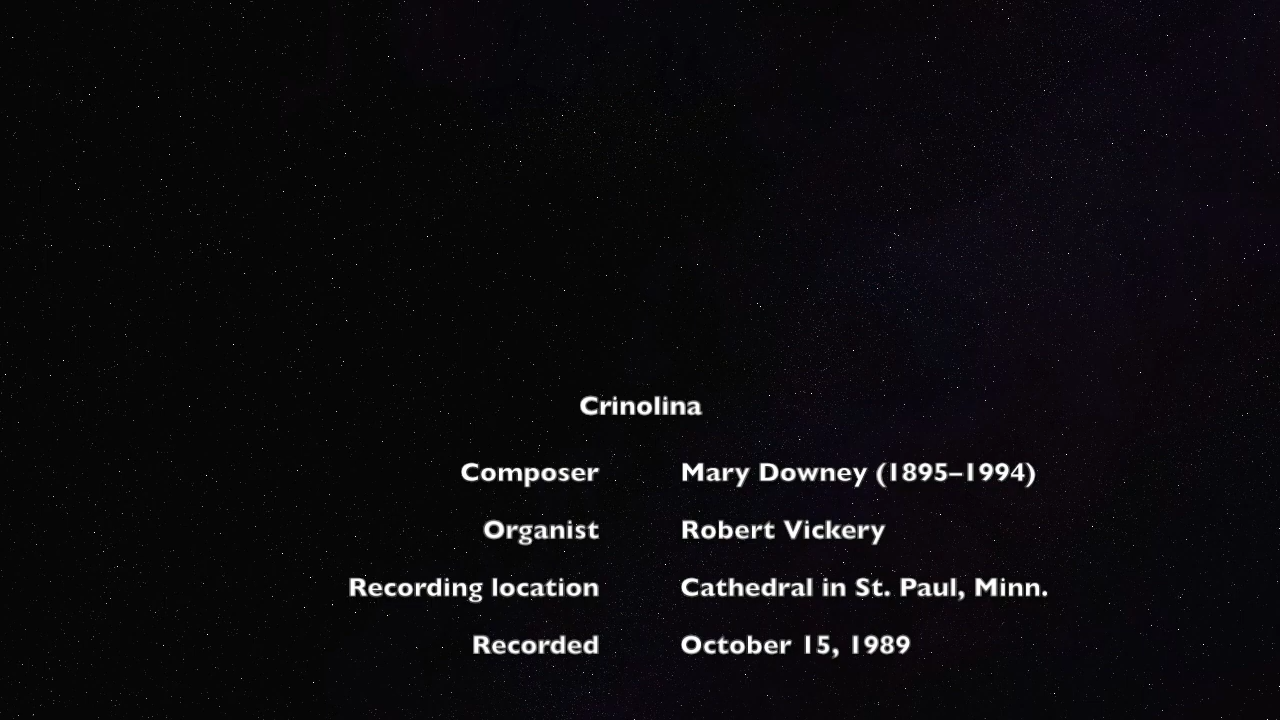 Crinolina
Composer Mary Downey (1895–1994)
Organist Robert Vickery
Recording location Cathedral in St. Paul, Minn.
Recorded October 15, 1989